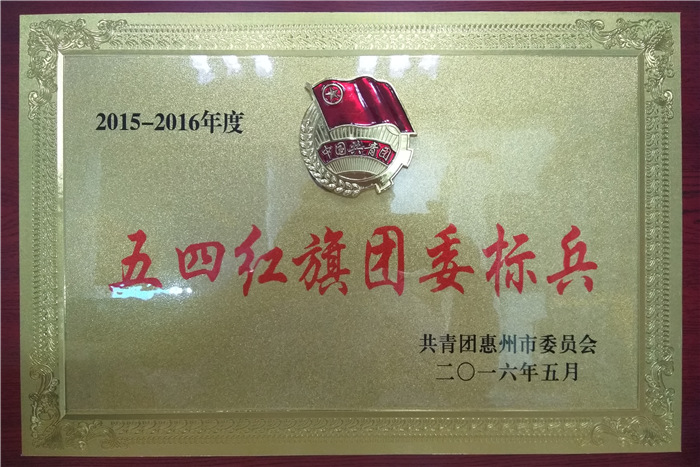 2015-2016年度
中国共青团
五四红旗团委标兵
共青团惠州市委员会
二〇一六年五月